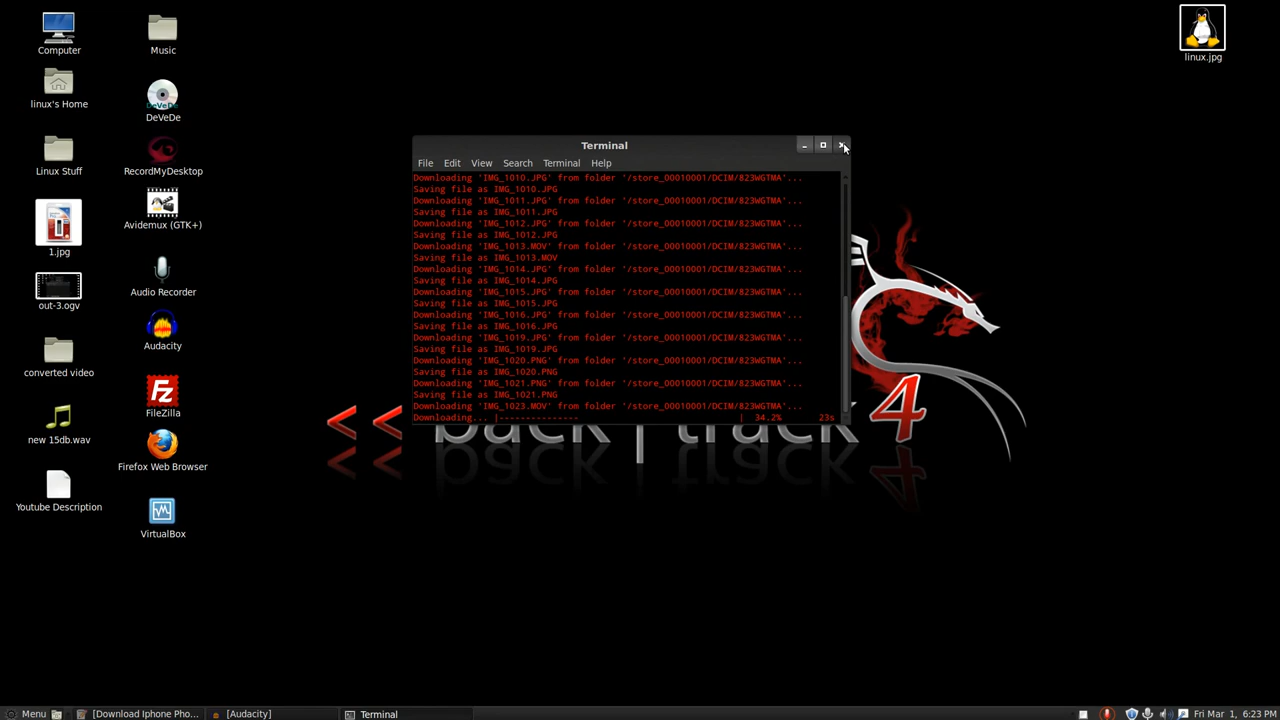 Computer
Music
linux.jpg
linux's Home
DeVeDe
DeVeDe
Linux Stuff
RecordMyDesktop
1.jpg
Avidemux (GTK+)
out-3.ogv
Audio Recorder
converted video
Audacity
new 15db.wav
Fz
FileZilla
Youtube Description
Firefox Web Browser
VirtualBox
Terminal
File Edit View Search Terminal Help
Downloading 'IMG_1010.JPG' from folder '/store_00010001/DCIM/823WGTMA'...
Saving file as IMG_1010.JPG
Downloading 'IMG_1011.JPG' from folder '/store_00010001/DCIM/823WGTMA'...
Saving file as IMG_1011.JPG
Downloading 'IMG_1012.JPG' from folder '/store_00010001/DCIM/823WGTMA'...
Saving file as IMG_1012.JPG
Downloading 'IMG_1013.MOV' from folder '/store_00010001/DCIM/823WGTMA'...
Saving file as IMG_1013.MOV
Downloading 'IMG_1014.JPG' from folder '/store_00010001/DCIM/823WGTMA'...
Saving file as IMG_1014.JPG
Downloading 'IMG_1015.JPG' from folder '/store_00010001/DCIM/823WGTMA'...
Saving file as IMG_1015.JPG
Downloading 'IMG_1016.JPG' from folder '/store_00010001/DCIM/823WGTMA'...
Saving file as IMG_1016.JPG
Downloading 'IMG_1019.JPG' from folder '/store_00010001/DCIM/823WGTMA'...
Saving file as IMG_1019.JPG
Downloading 'IMG_1020.PNG' from folder '/store_00010001/DCIM/823WGTMA'...
Saving file as IMG_1020.PNG
Downloading 'IMG_1021.PNG' from folder '/store_00010001/DCIM/823WGTMA'...
Saving file as IMG_1021.PNG
Downloading 'IMG_1023.MOV' from folder '/store_00010001/DCIM/823WGTMA'...
Downloading... |--------------- | 34.2% 23s
<< back | track 4
Menu [Download Iphone Pho... [Audacity] Terminal Fri Mar 1, 6:23 PM